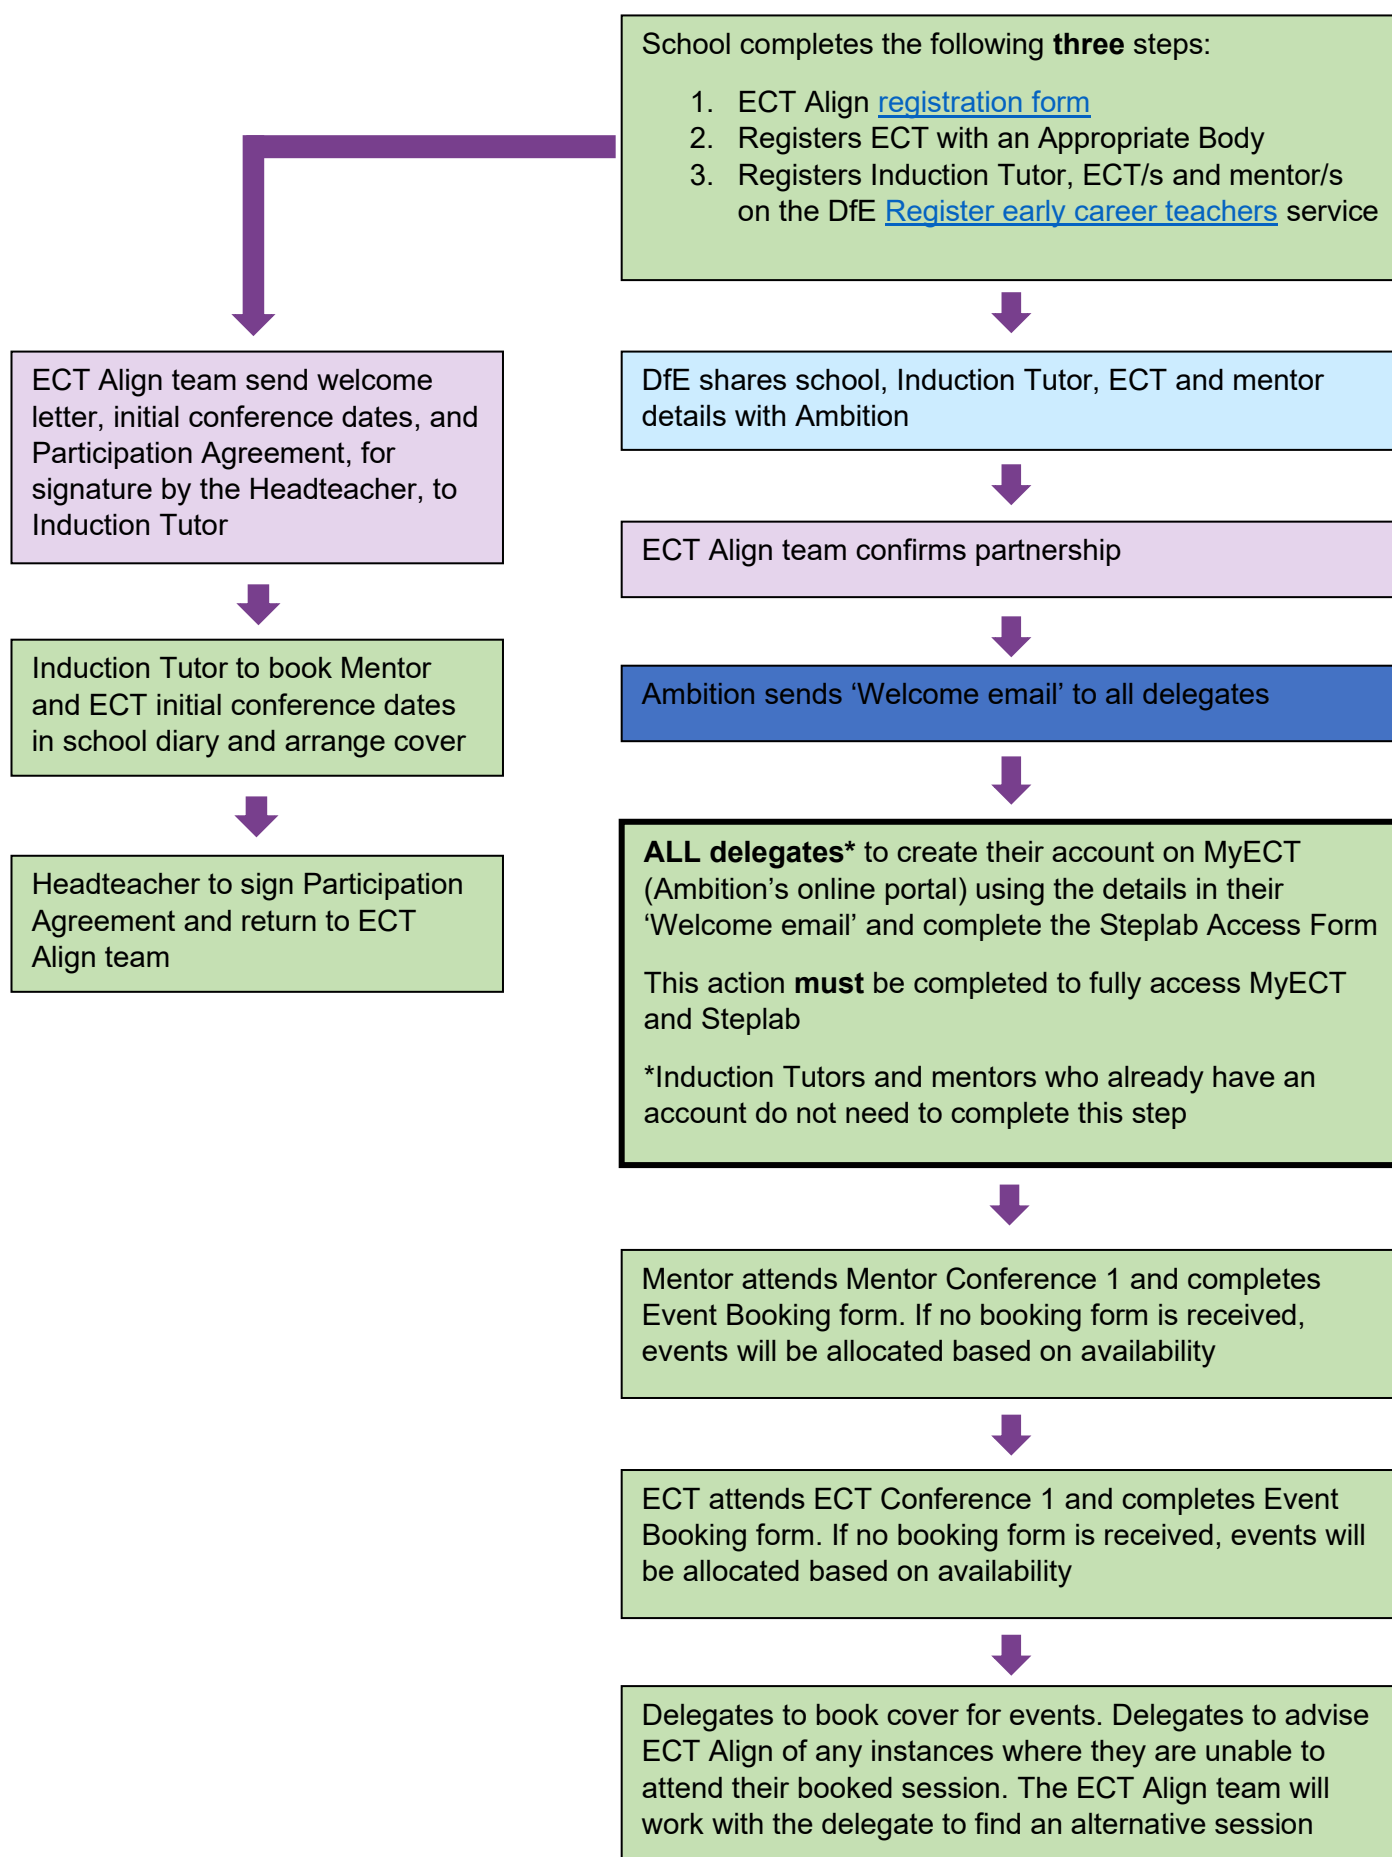 School completes the following three steps:
1. ECT Align registration form
2. Registers ECT with an Appropriate Body
3. Registers Induction Tutor, ECT/s and mentor/s
on the DfE Register early career teachers service
ECT Align team send welcome
letter, initial conference dates, and
Participation Agreement, for
signature by the Headteacher, to
Induction Tutor
Induction Tutor to book Mentor
and ECT initial conference dates
in school diary and arrange cover
Headteacher to sign Participation
Agreement and return to ECT
Align team
DfE shares school, Induction Tutor, ECT and mentor
details with Ambition
ECT Align team confirms partnership
Ambition sends ‘Welcome email’ to all delegates
ALL delegates* to create their account on MyECT
(Ambition’s online portal) using the details in their
‘Welcome email’ and complete the Steplab Access Form
This action must be completed to fully access MyECT
and Steplab
*Induction Tutors and mentors who already have an
account do not need to complete this step
Mentor attends Mentor Conference 1 and completes
Event Booking form. If no booking form is received,
events will be allocated based on availability
ECT attends ECT Conference 1 and completes Event
Booking form. If no booking form is received, events will
be allocated based on availability
Delegates to book cover for events. Delegates to advise
ECT Align of any instances where they are unable to
attend their booked session. The ECT Align team will
work with the delegate to find an alternative session